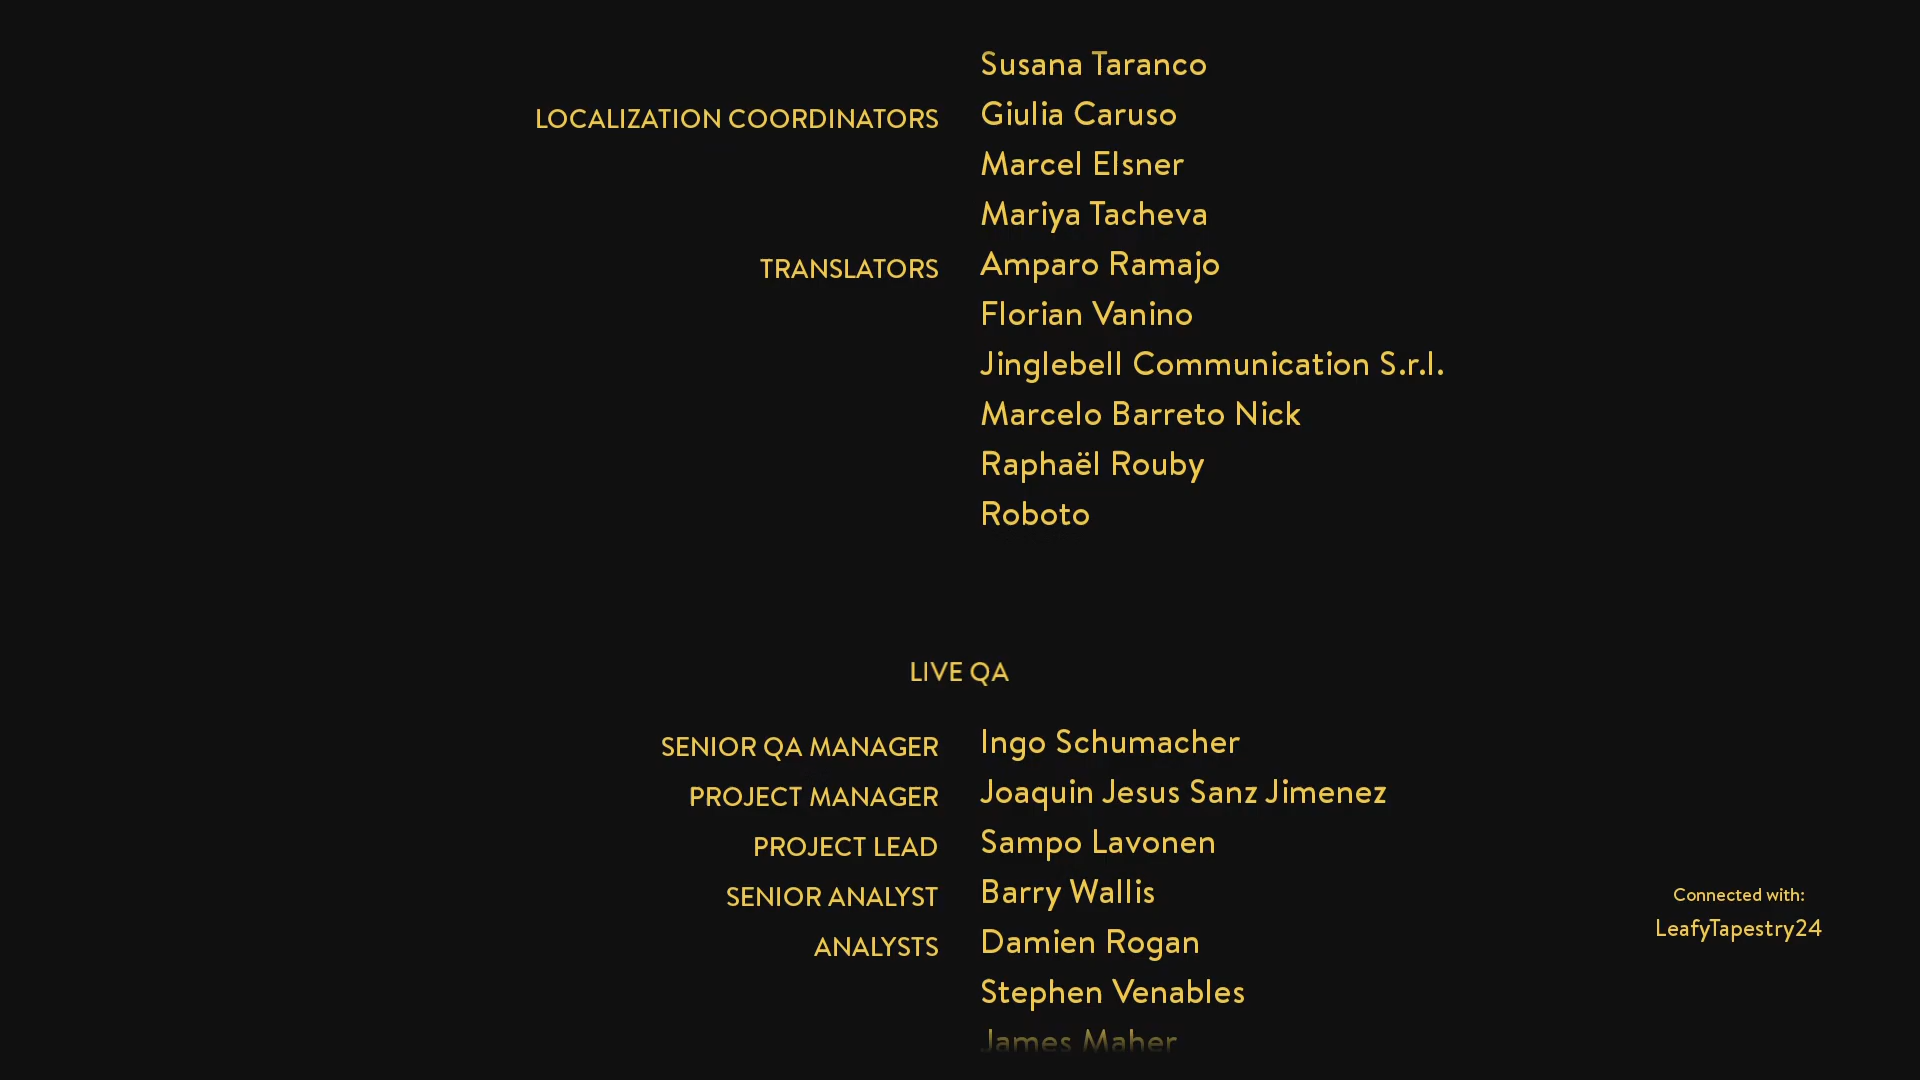 Susana Taranco
LOCALIZATION COORDINATORS Giulia Caruso
Marcel Elsner
Mariya Tacheva
TRANSLATORS Amparo Ramajo
Florian Vanino
Jinglebell Communication S.r.l.
Marcelo Barreto Nick
Raphaël Rouby
Roboto
LIVE QA
SENIOR QA MANAGER Ingo Schumacher
PROJECT MANAGER Joaquin Jesus Sanz Jimenez
PROJECT LEAD Sampo Lavonen
SENIOR ANALYST Barry Wallis
ANALYSTS Damien Rogan
Stephen Venables
James Maher
Connected with:
LeafyTapestry24